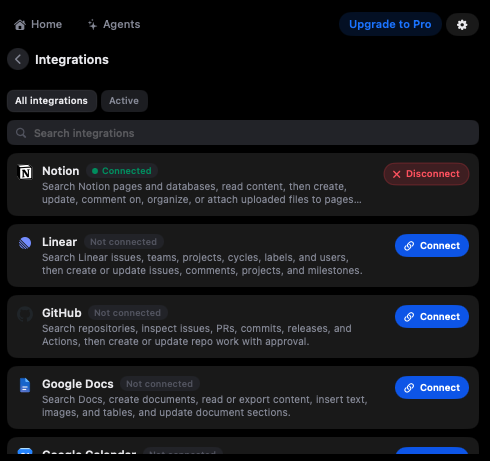 Home
Agents
Upgrade to Pro
Integrations
All integrations
Active
Search integrations
Notion
Connected
Disconnect
Search Notion pages and databases, read content, then create,
update, comment on, organize, or attach uploaded files to pages...
Linear
Not connected
Connect
Search Linear issues, teams, projects, cycles, labels, and users,
then create or update issues, comments, projects, and milestones.
GitHub
Not connected
Connect
Search repositories, inspect issues, PRs, commits, releases, and
Actions, then create or update repo work with approval.
Google Docs
Not connected
Connect
Search Docs, create documents, read or export content, insert text,
images, and tables, and update document sections.
Google Calendar
Not connected